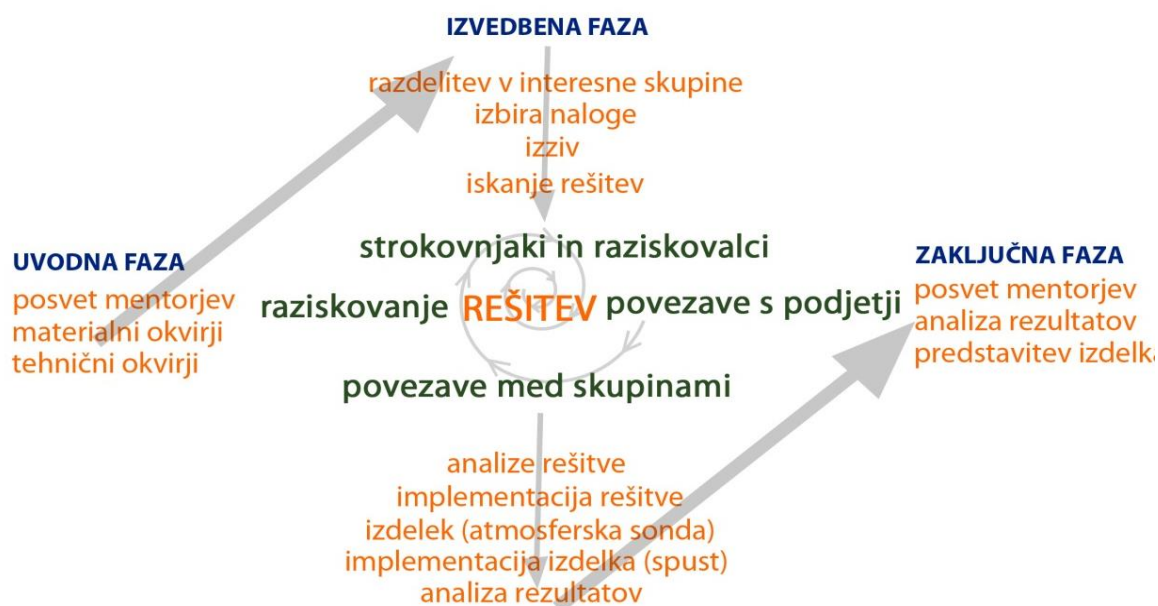 IZVEDBENA FAZA
razdelitev v interesne skupine
izbira naloge
izziv
iskanje rešitev
UVODNA FAZA
posvet mentorjev
materialni okvirji
tehnični okvirji
strokovnjaki in raziskovalci
raziskovanje REŠITEV povezave s podjetji
povezave med skupinami
ZAKLJUČNA FAZA
posvet mentorjev
analiza rezultatov
predstavitev izdelka
analize rešitve
implementacija rešitve
izdelek (atmosferska sonda)
implementacija izdelka (spust)
analiza rezultatov